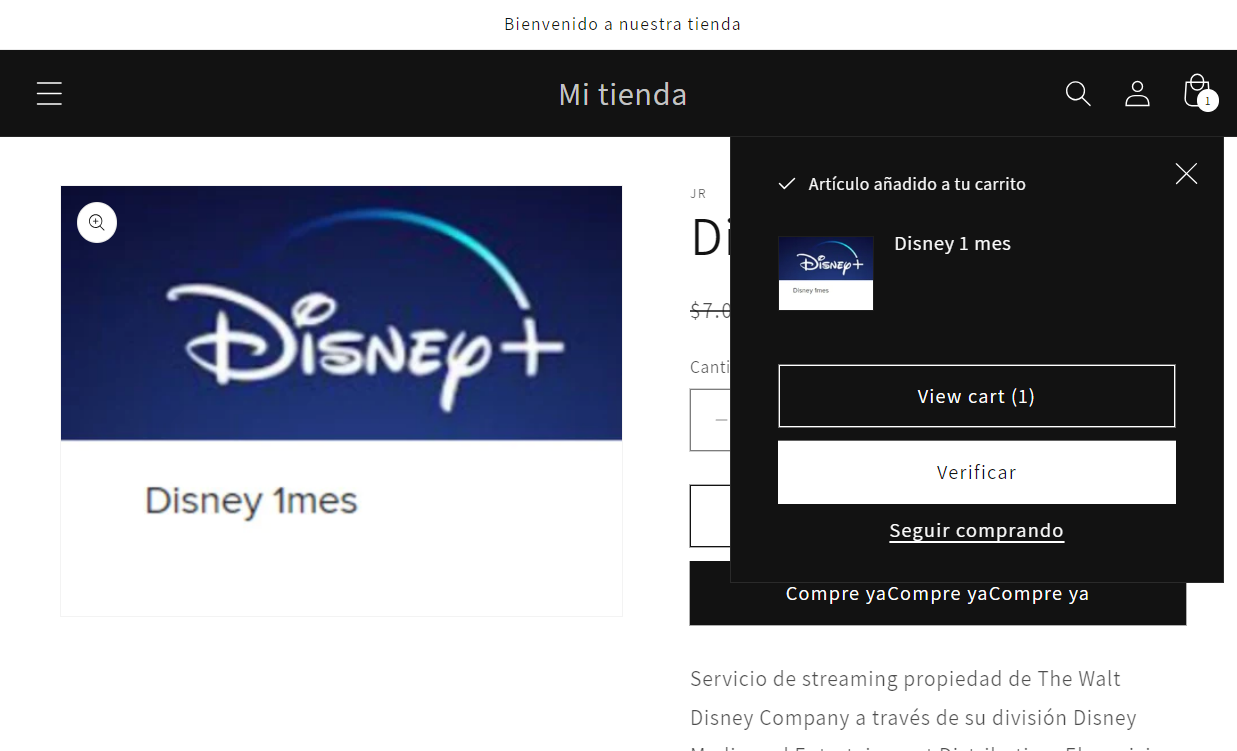 Bienvenido a nuestra tienda
Mi tienda
1
Disney+
Disney 1mes
JR
Di
$7.0
Canti
Artículo añadido a tu carrito
Disney+
Disney 1mes
Disney 1 mes
View cart (1)
Verificar
Seguir comprando
Compre yaCompre yaCompre ya
Servicio de streaming propiedad de The Walt
Disney Company a través de su división Disney